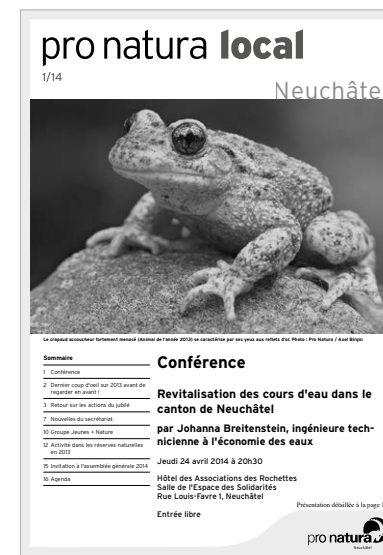 pro natura local
1/14
Neuchâte
Le crapaud accoucheur fortement menacé (Animal de l'année 2013) se caractérise par ses yeux aux reflets d'or. Photo : Pro Natura / Axel Birgin
Sommaire
1 Conférence
2 Dernier coup d'oeil sur 2013 avant de
regarder en avant !
3 Retour sur les actions du jubilé
7 Nouvelles du secrétariat
10 Groupe Jeunes + Nature
12 Activité dans les réserves naturelles
en 2013
15 Invitation à l'assemblée générale 2014
16 Agenda
Conférence
Revitalisation des cours d'eau dans le
canton de Neuchâtel
par Johanna Breitenstein, ingénieure tech-
nicienne à l'économie des eaux
Jeudi 24 avril 2014 à 20h30
Hôtel des Associations des Rochettes
Salle de l'Espace des Solidarités
Rue Louis-Favre 1, Neuchâtel
Entrée libre
Présentation détaillée à la page
pro natura
Neuchâtel